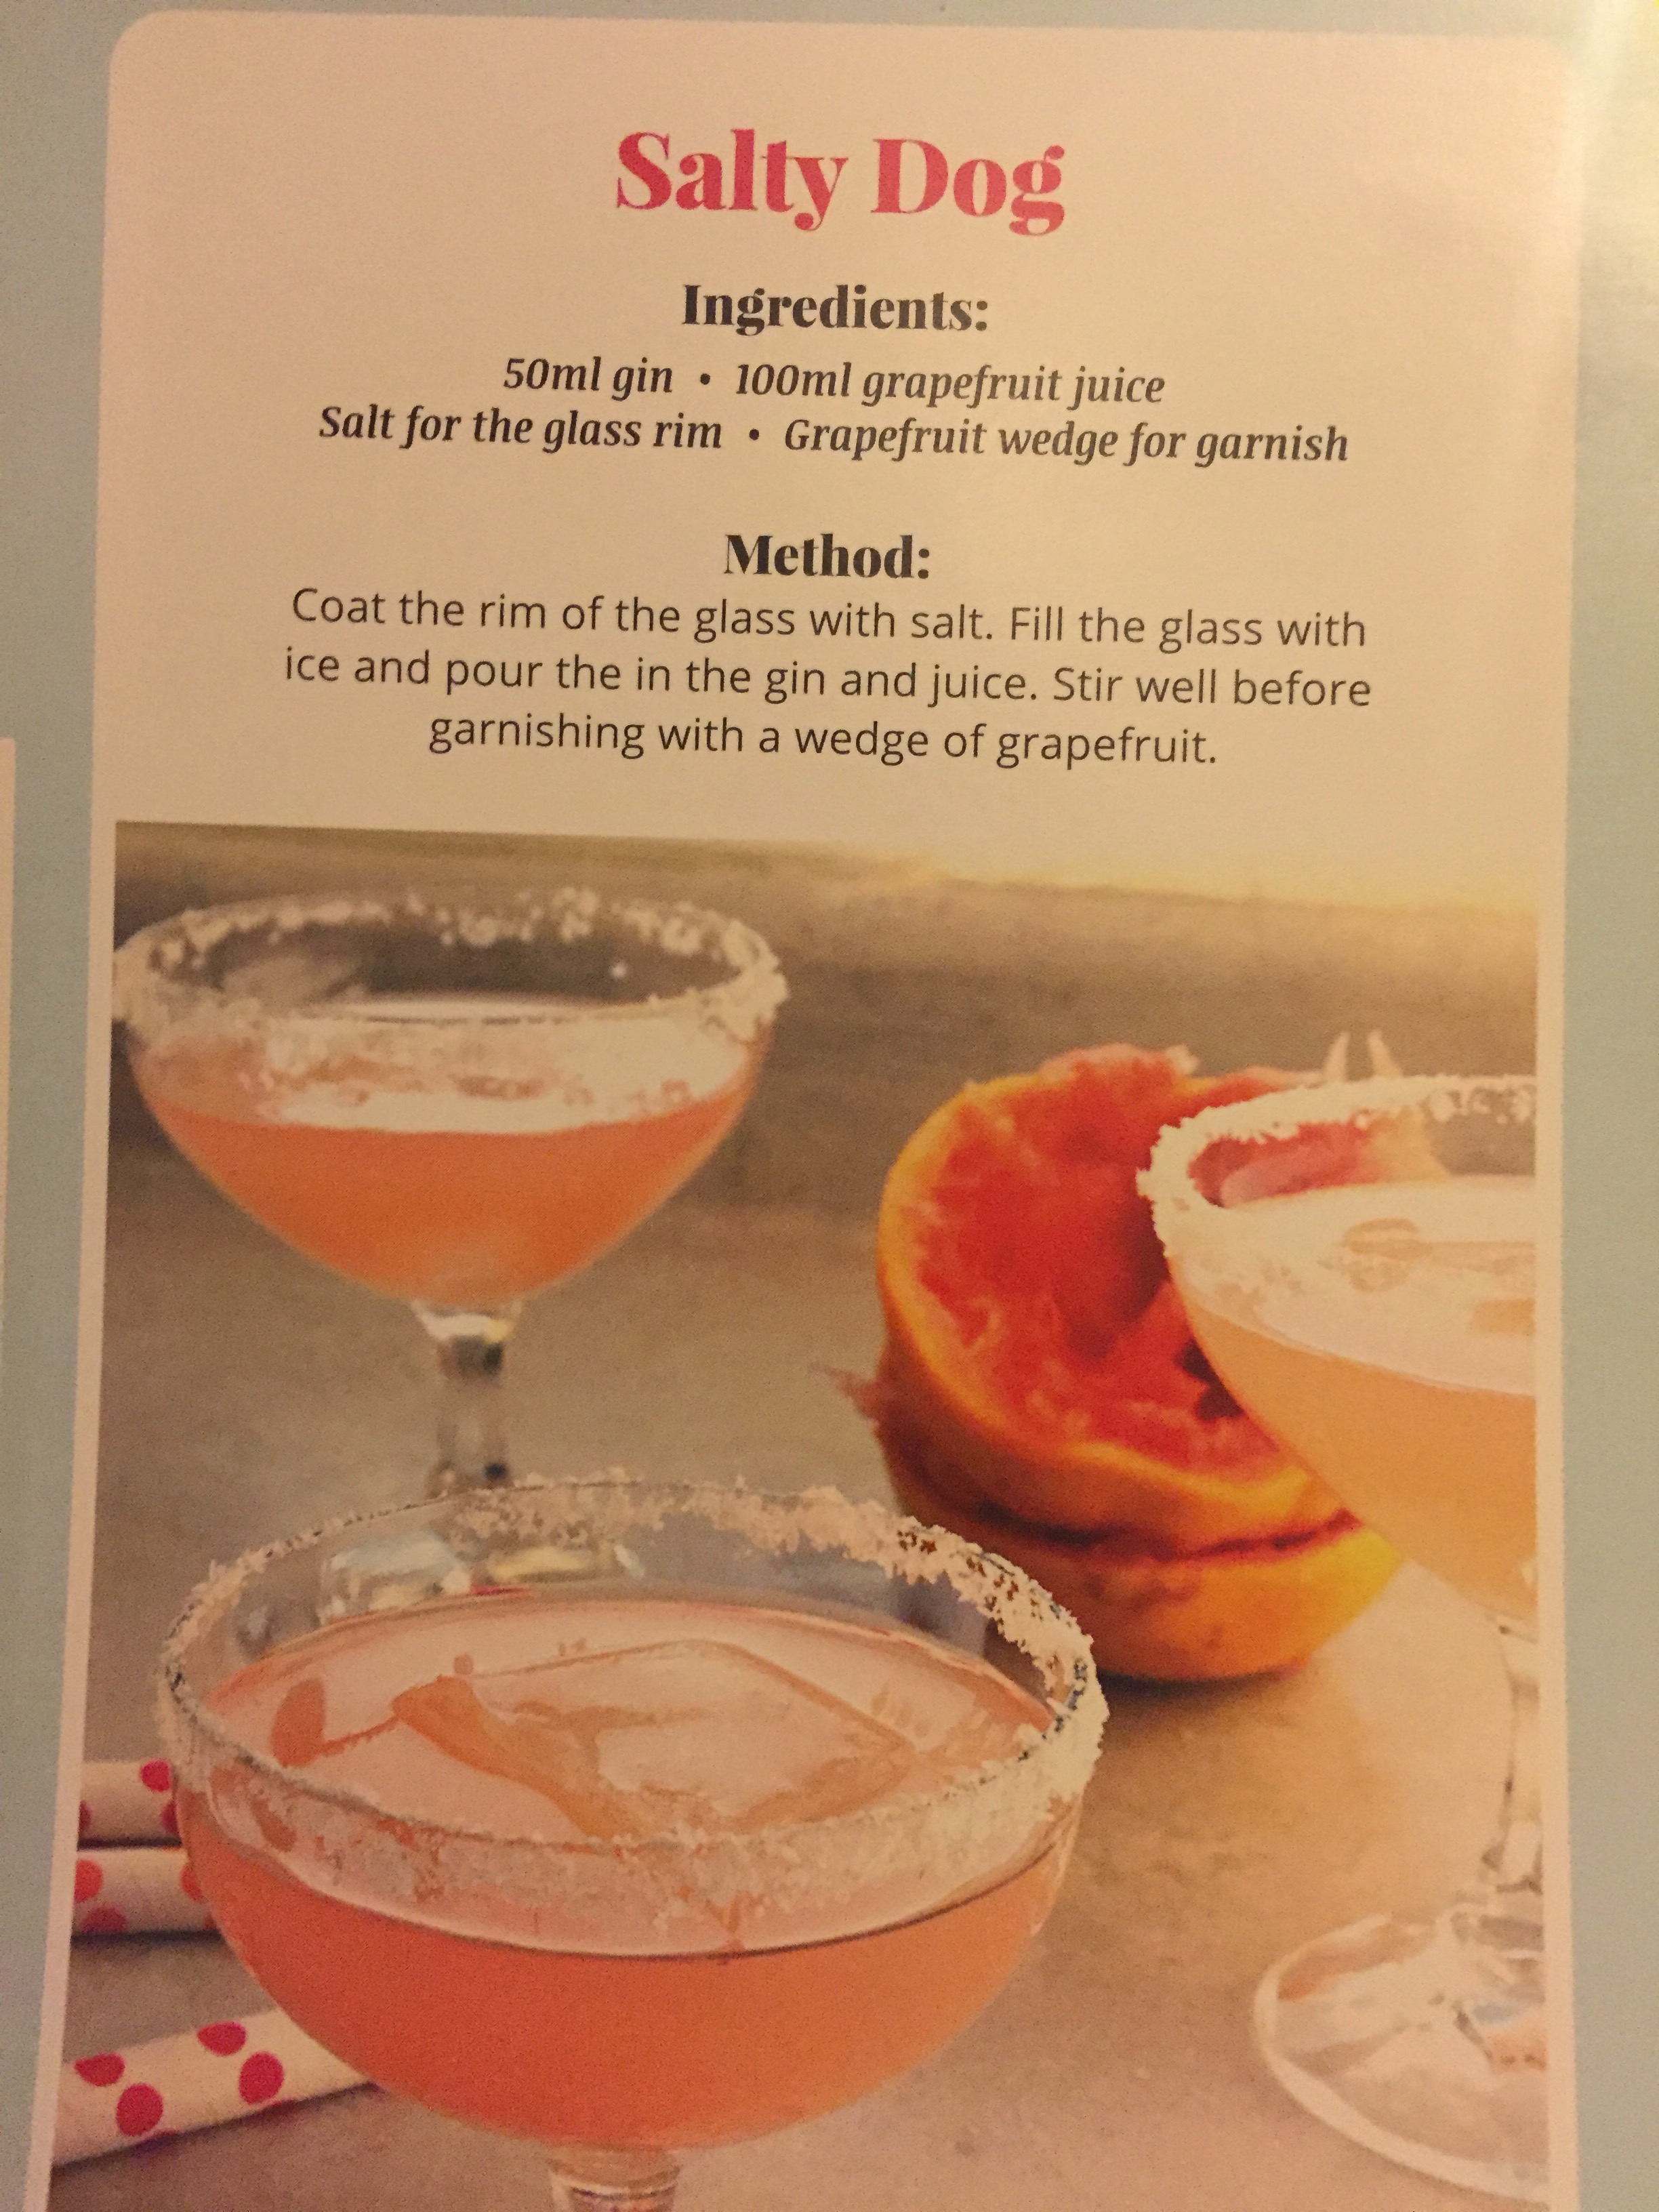 Salty Dog
Ingredients:
50ml gin • 100ml grapefruit juice
Salt for the glass rim • Grapefruit wedge for garnish
Method:
Coat the rim of the glass with salt. Fill the glass with
ice and pour the in the gin and juice. Stir well before
garnishing with a wedge of grapefruit.